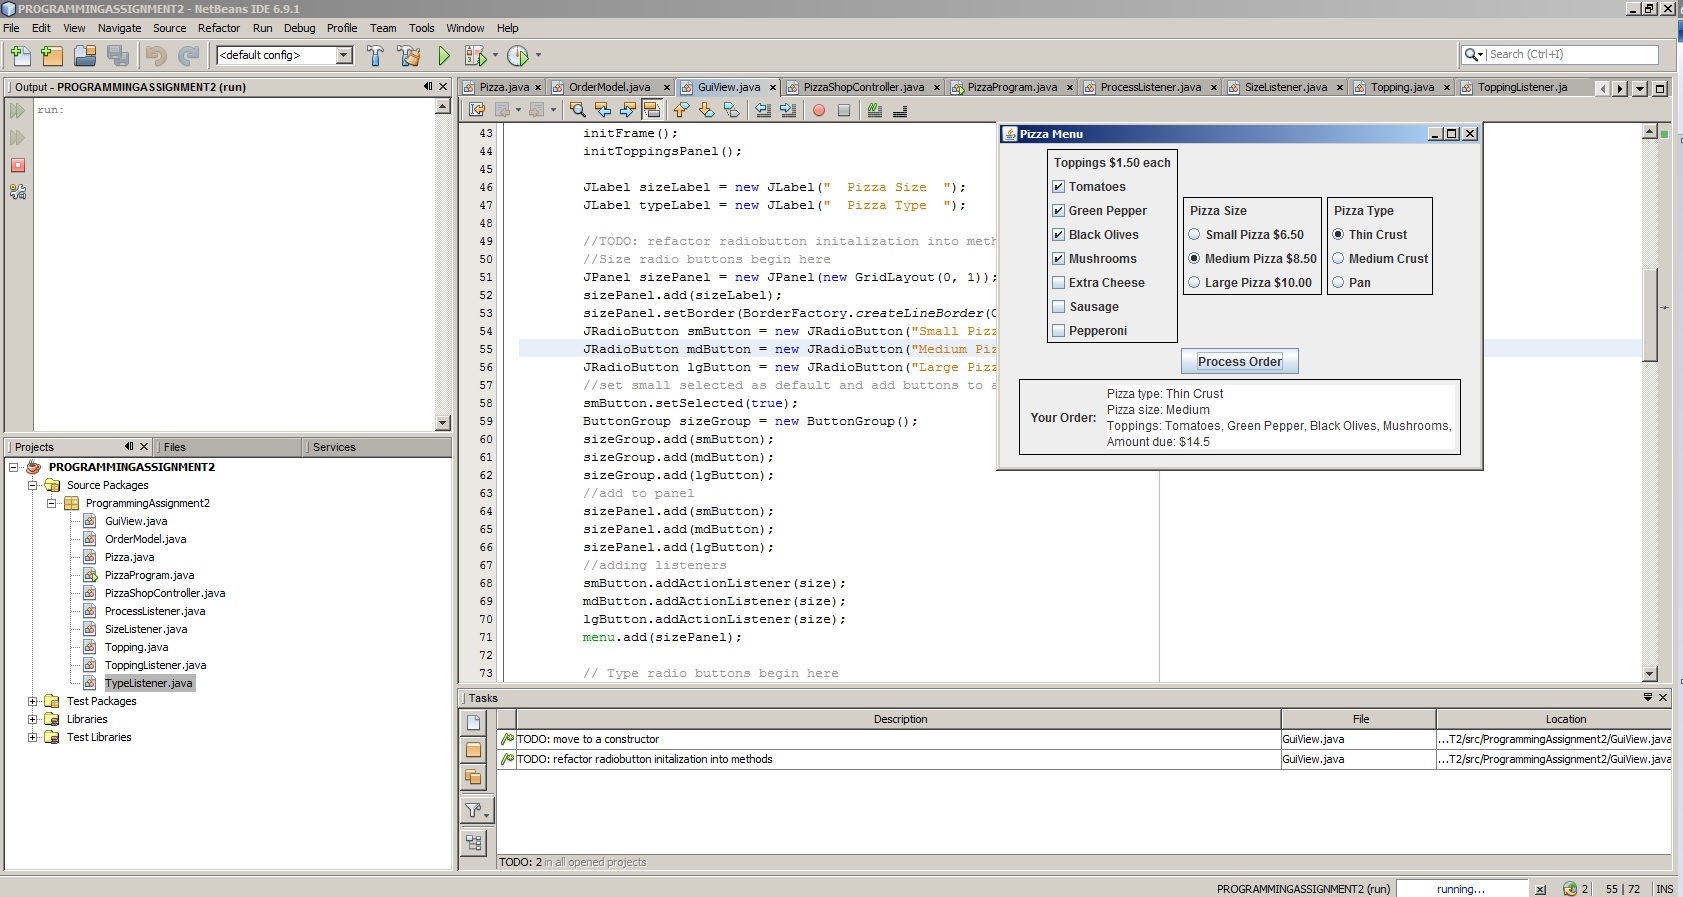 PROGRAMMINGASSIGNMENT2 - NetBeans IDE 6.9.1
File Edit View Navigate Source Refactor Run Debug Profile Team Tools Window Help
<default config>
Search (Ctrl+I)
Output - PROGRAMMINGASSIGNMENT2 (run)
run:
Projects Files Services
PROGRAMMINGASSIGNMENT2
Source Packages
ProgrammingAssignment2
GuiView.java
OrderModel.java
Pizza.java
PizzaProgram.java
PizzaShopController.java
ProcessListener.java
SizeListener.java
Topping.java
ToppingListener.java
TypeListener.java
Test Packages
Libraries
Test Libraries
Pizza.java OrderModel.java GuiView.java PizzaShopController.java PizzaProgram.java ProcessListener.java SizeListener.java Topping.java ToppingListener.ja
43 initFrame();
44 initToppingsPanel();
45
46 JLabel sizeLabel = new JLabel("  Pizza Size  ");
47 JLabel typeLabel = new JLabel("  Pizza Type  ");
48
49 //TODO: refactor radiobutton initalization into meth
50 //Size radio buttons begin here
51 JPanel sizePanel = new JPanel(new GridLayout(0, 1));
52 sizePanel.add(sizeLabel);
53 sizePanel.setBorder(BorderFactory.createLineBorder(
54 JRadioButton smButton = new JRadioButton("Small Pizz
55 JRadioButton mdButton = new JRadioButton("Medium Piz
56 JRadioButton lgButton = new JRadioButton("Large Pizz
57 //set small selected as default and add buttons to a
58 smButton.setSelected(true);
59 ButtonGroup sizeGroup = new ButtonGroup();
60 sizeGroup.add(smButton);
61 sizeGroup.add(mdButton);
62 sizeGroup.add(lgButton);
63 //add to panel
64 sizePanel.add(smButton);
65 sizePanel.add(mdButton);
66 sizePanel.add(lgButton);
67 //adding listeners
68 smButton.addActionListener(size);
69 mdButton.addActionListener(size);
70 lgButton.addActionListener(size);
71 menu.add(sizePanel);
72
73 // Type radio buttons begin here
Pizza Menu
Toppings $1.50 each
Tomatoes
Green Pepper
Black Olives
Mushrooms
Extra Cheese
Sausage
Pepperoni
Pizza Size
Small Pizza $6.50
Medium Pizza $8.50
Large Pizza $10.00
Pizza Type
Thin Crust
Medium Crust
Pan
Process Order
Your Order:
Pizza type: Thin Crust
Pizza size: Medium
Toppings: Tomatoes, Green Pepper, Black Olives, Mushrooms,
Amount due: $14.5
Tasks
Description File Location
TODO: move to a constructor GuiView.java ...T2/src/ProgrammingAssignment2/GuiView.java
TODO: refactor radiobutton initalization into methods GuiView.java ...T2/src/ProgrammingAssignment2/GuiView.java
TODO: 2 in all opened projects
PROGRAMMINGASSIGNMENT2 (run) running... 2 55 | 72 INS